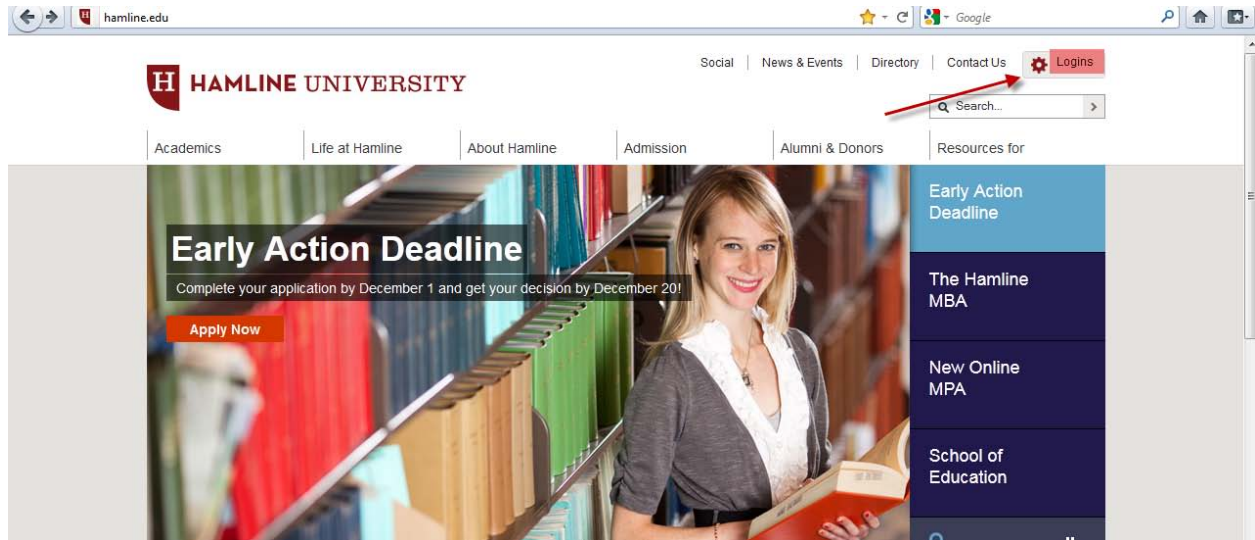 hamline.edu
Google
Social News & Events Directory Contact Us Logins
H HAMLINE UNIVERSITY
Search...
Academics Life at Hamline About Hamline Admission Alumni & Donors Resources for
Early Action Deadline
Complete your application by December 1 and get your decision by December 20!
Apply Now
Early Action
Deadline
The Hamline
MBA
New Online
MPA
School of
Education